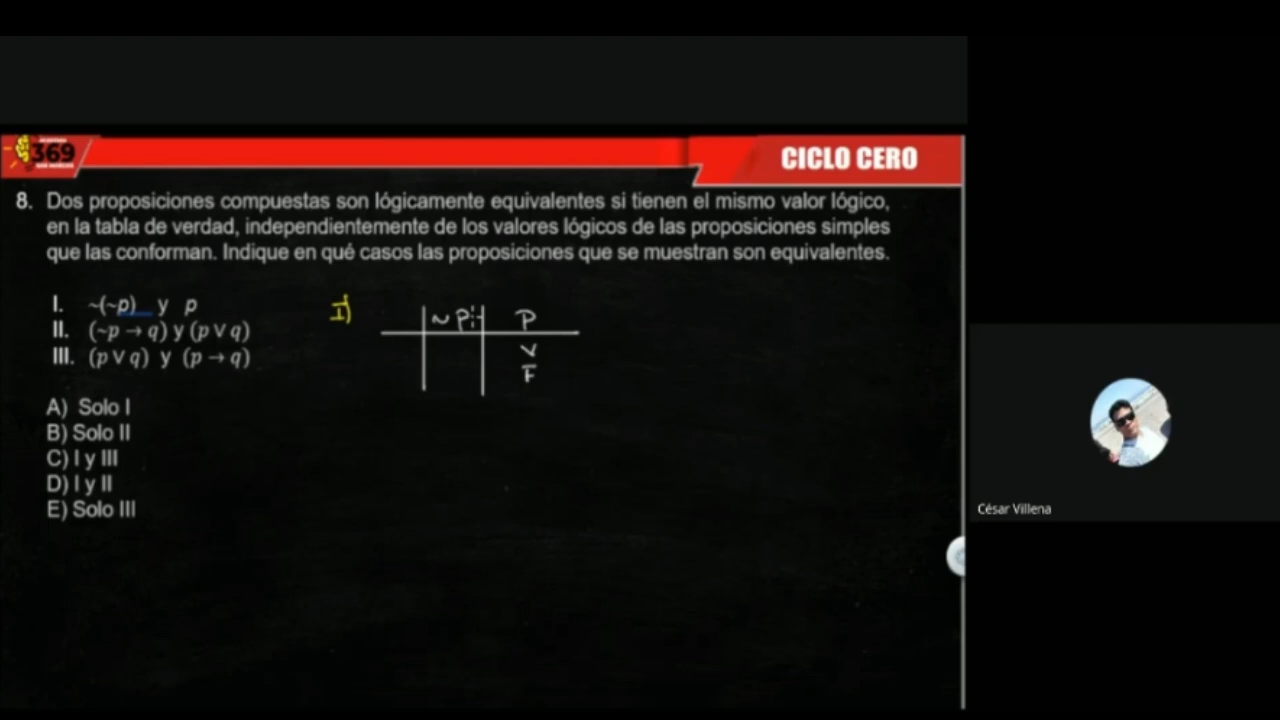 369
CICLO CERO
8. Dos proposiciones compuestas son lógicamente equivalentes si tienen el mismo valor lógico,
en la tabla de verdad, independientemente de los valores lógicos de las proposiciones simples
que las conforman. Indique en qué casos las proposiciones que se muestran son equivalentes.
I. ~(~p) y p
II. (~p → q) y (p ∨ q)
III. (p ∨ q) y (p → q)
I)
~ P P
V
F
A) Solo I
B) Solo II
C) I y III
D) I y II
E) Solo III
César Villena